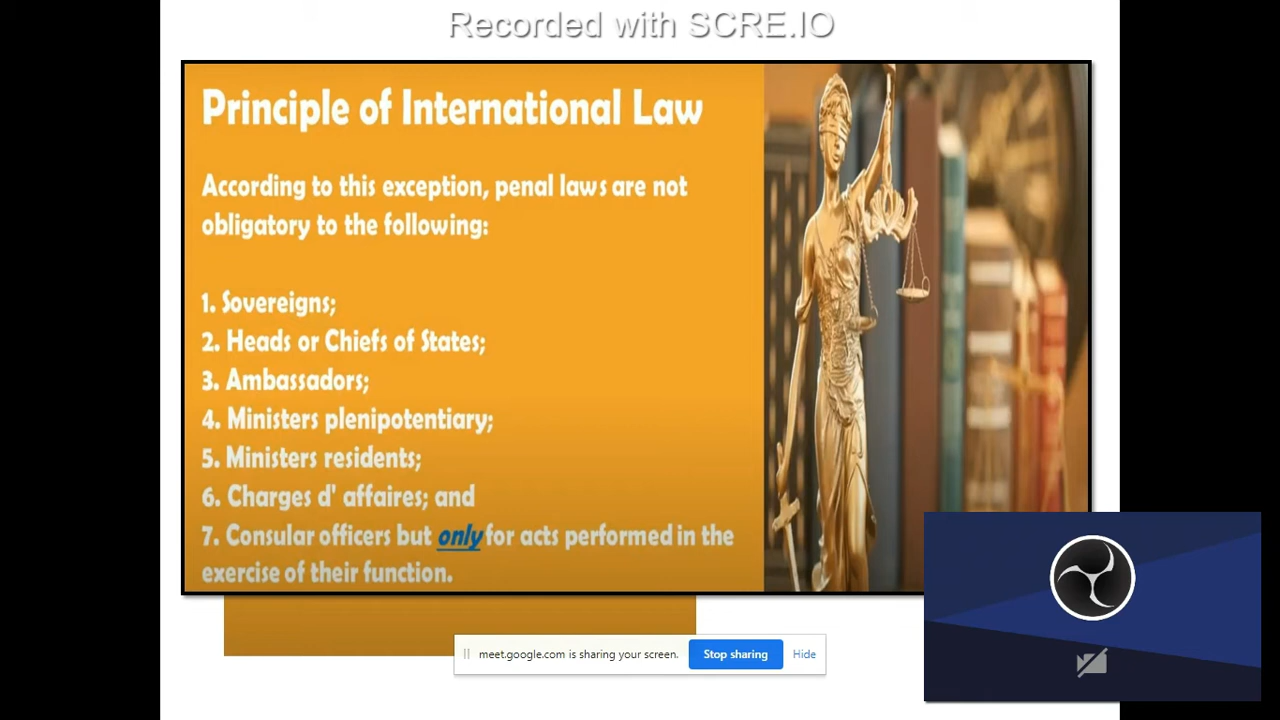 Recorded with SCRE.IO
Principle of International Law
According to this exception, penal laws are not
obligatory to the following:
1. Sovereigns;
2. Heads or Chiefs of States;
3. Ambassadors;
4. Ministers plenipotentiary;
5. Ministers residents;
6. Charges d' affaires; and
7. Consular officers but only for acts performed in the
exercise of their function.
meet.google.com is sharing your screen. Stop sharing Hide